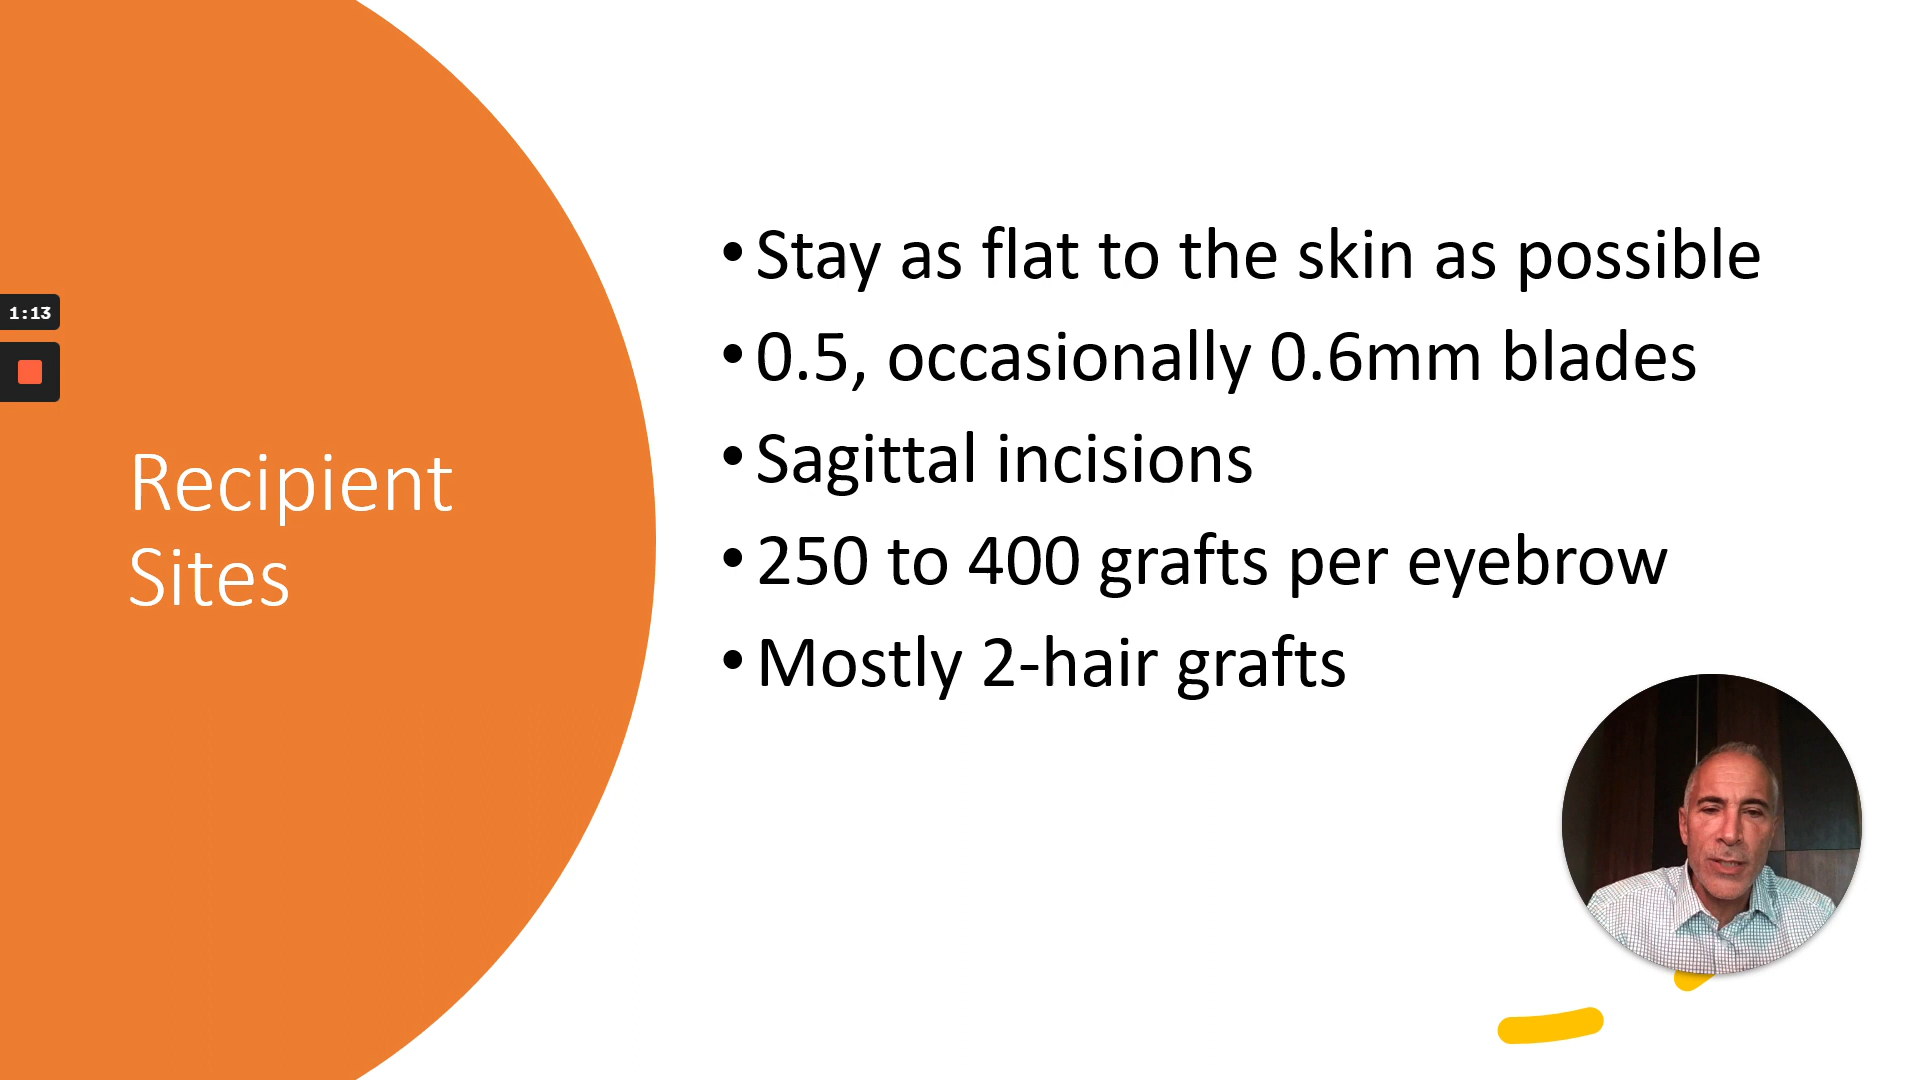 Recipient
Sites
• Stay as flat to the skin as possible
• 0.5, occasionally 0.6mm blades
• Sagittal incisions
• 250 to 400 grafts per eyebrow
• Mostly 2-hair grafts
1:13